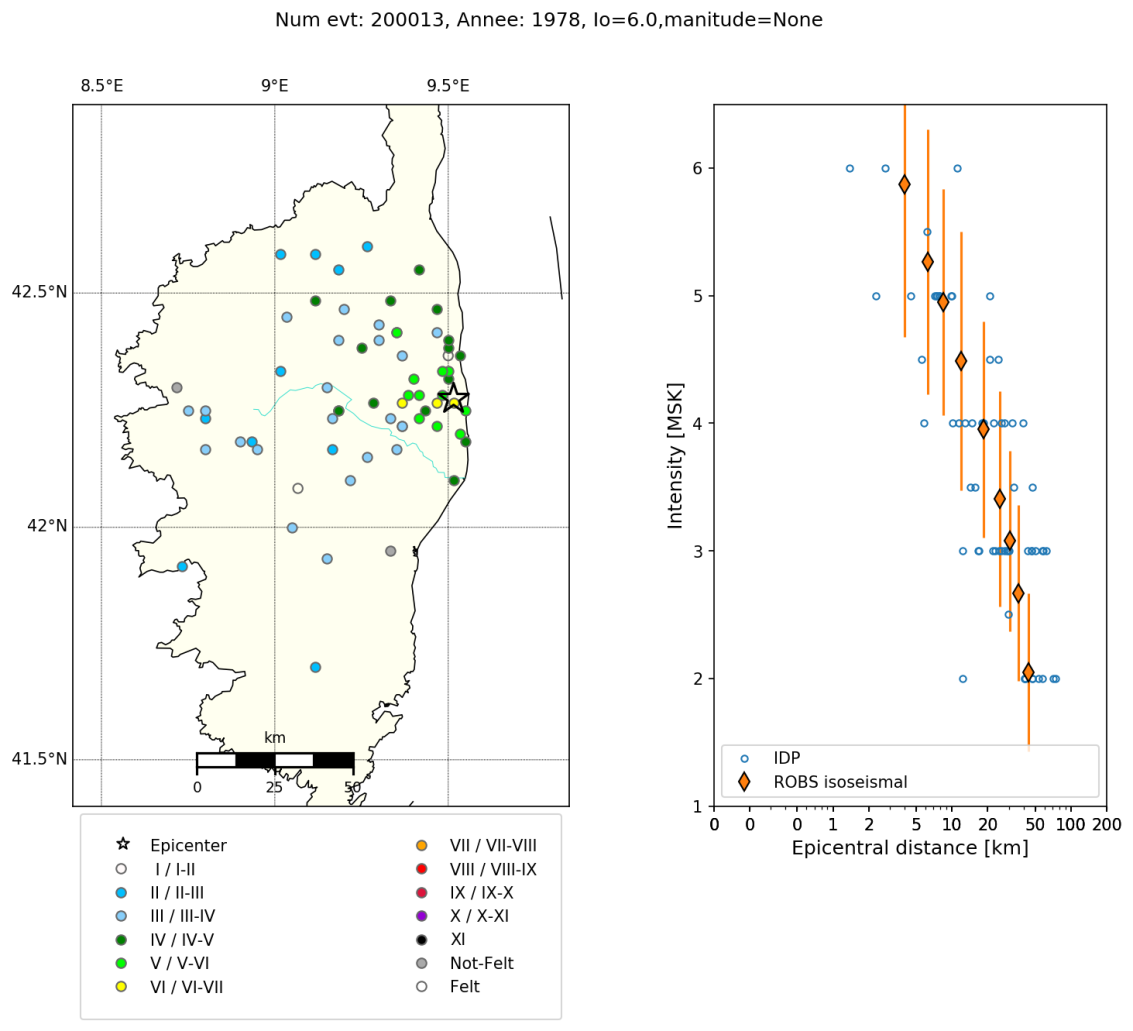 Num evt: 200013, Annee: 1978, Io=6.0,manitude=None
8.5°E 9°E 9.5°E
42.5°N
42°N
41.5°N
km
0 25 50
Epicenter
I / I-II
II / II-III
III / III-IV
IV / IV-V
V / V-VI
VI / VI-VII
VII / VII-VIII
VIII / VIII-IX
IX / IX-X
X / X-XI
XI
Not-Felt
Felt
Intensity [MSK]
6
5
4
3
2
1
IDP
ROBS isoseismal
0 0 0 1 2 5 10 20 50 100 200
Epicentral distance [km]